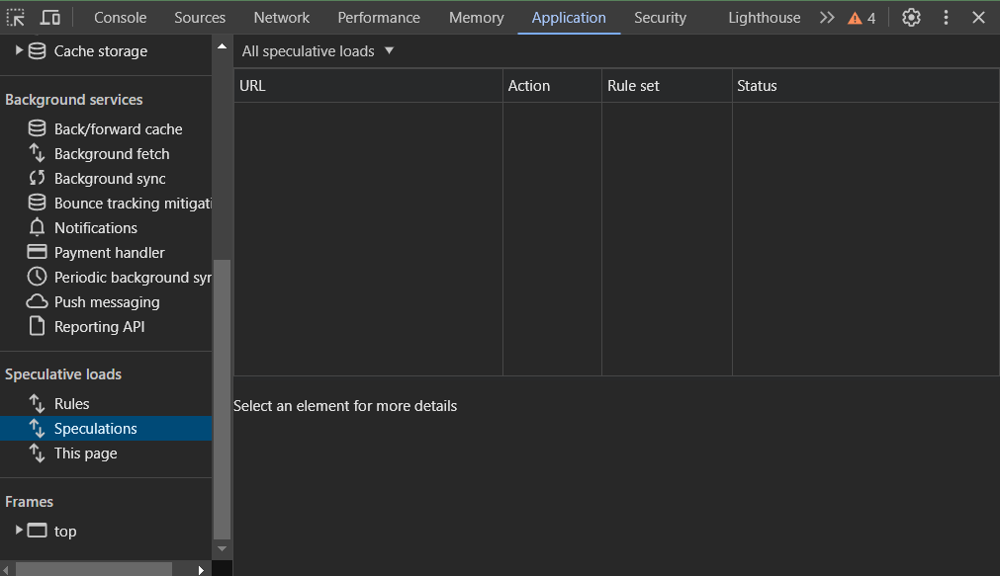 Console Sources Network Performance Memory Application Security Lighthouse 4
Cache storage
Background services
Back/forward cache
Background fetch
Background sync
Bounce tracking mitigati
Notifications
Payment handler
Periodic background syn
Push messaging
Reporting API
Speculative loads
Rules
Speculations
This page
Frames
top
All speculative loads
URL Action Rule set Status
Select an element for more details